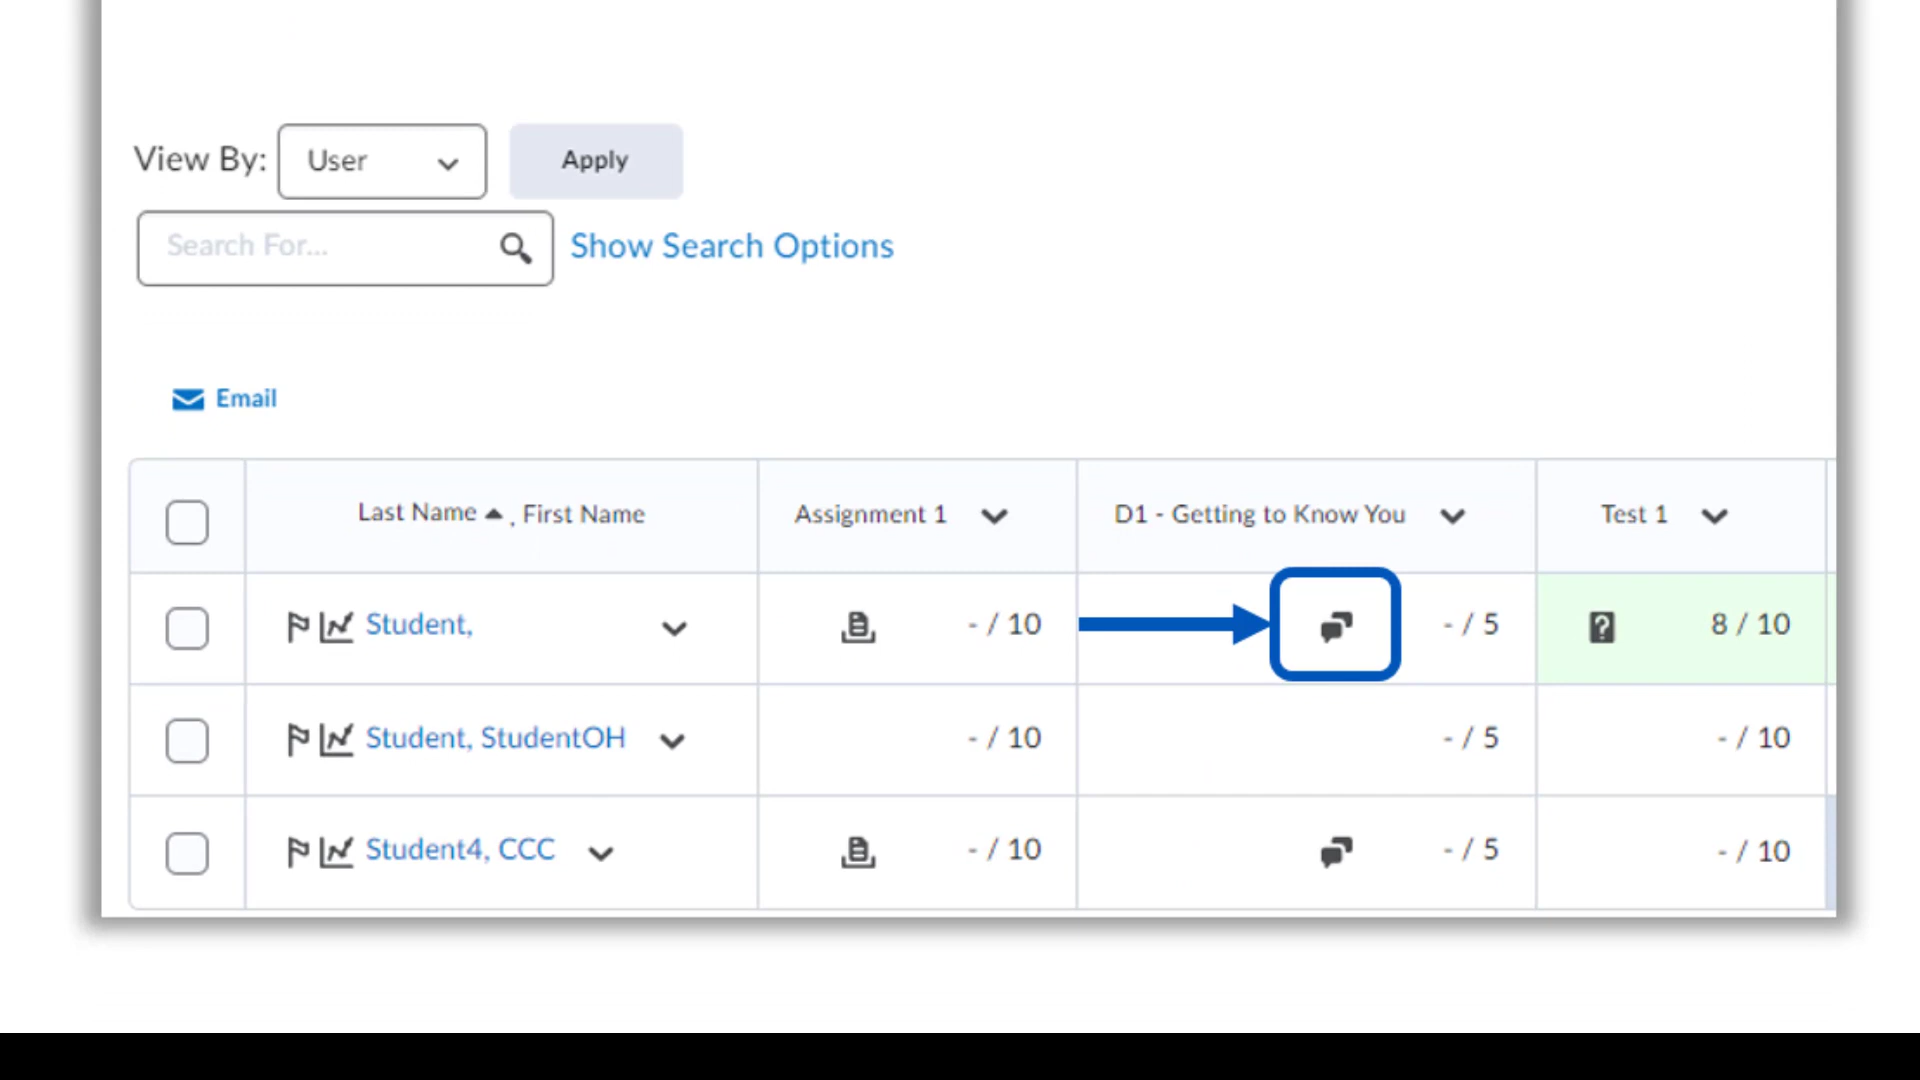 View By: User Apply
Search For... Show Search Options
Email
Last Name , First Name Assignment 1 D1 - Getting to Know You Test 1
Student, - / 10 - / 5 8 / 10
Student, StudentOH - / 10 - / 5 - / 10
Student4, CCC - / 10 - / 5 - / 10